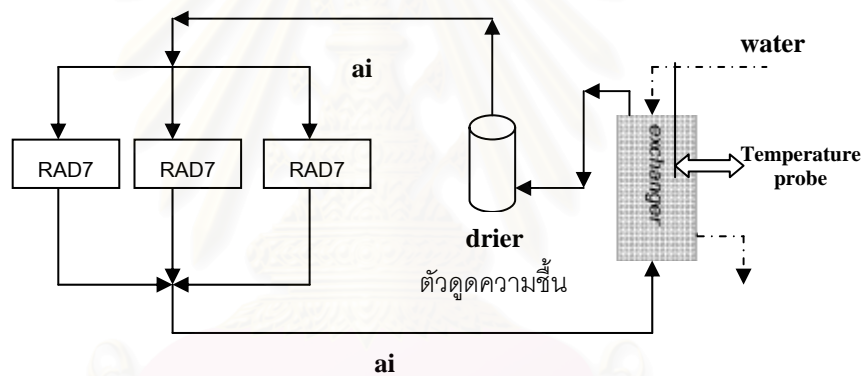 water
ai
RAD7
RAD7
RAD7
exchanger
Temperature
probe
drier
ตัวดูดความชื้น
ai